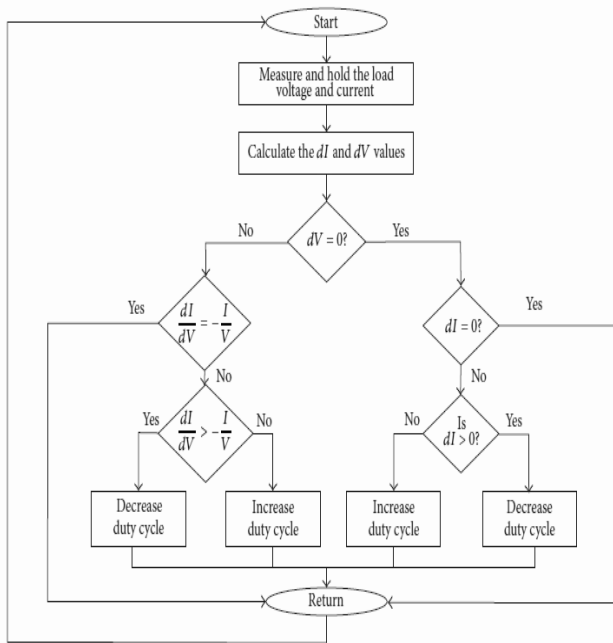 Start
Measure and hold the load
voltage and current
Calculate the dI and dV values
No
dV = 0?
Yes
Yes
dI/dV = −I/V
dI = 0?
Yes
No
No
Yes
dI/dV > −I/V
No
No
Is
dI > 0?
Yes
Decrease
duty cycle
Increase
duty cycle
Increase
duty cycle
Decrease
duty cycle
Return